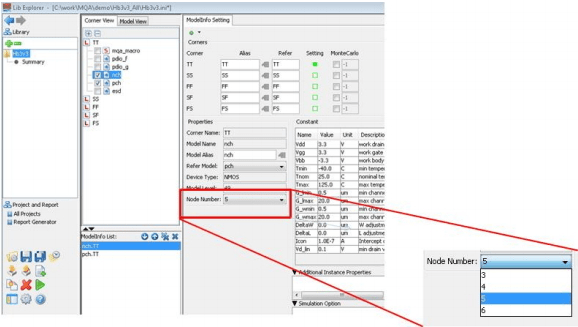 Lib Explorer - [C:\work\MQA\demo\Hb3v3_All\Hb3v3.ini*]
Library
Hb3v3
Summary
Project and Report
All Projects
Report Generator
Corner View Model View
TT
mqa_macro
pdio_f
pdio_g
nch
pch
esd
SS
FF
SF
FS
ModelInfo List:
nch.TT
pch.TT
ModelInfo Setting
Corners
Corner Alias Refer Setting MonteCarlo
TT TT TT -1
SS SS SS -1
FF FF FF -1
SF SF SF -1
FS FS FS -1
Properties
Corner Name: TT
Model Name nch
Model Alias nch
Refer Model: pch
Device Type: NMOS
Model Level: 49
Node Number: 5
Constant
Name Value Unit Descriptio
Vdd 3.3 V work drain
Vgg 3.3 V work gate
Vbb -3.3 V work body
Tmin -40.0 C min temper
Tnom 25.0 C nominal te
Tmax 125.0 C max tempe
G_lmin 0.5 um min channe
G_lmax 20.0 um max chann
G_wmin 0.5 um min channe
G_wmax 20.0 um max chann
DeltaW 0.0 um W adjustm
DeltaL 0.0 um L adjustme
Icon 1.0E-7 A Intercept c
Vd_lin 0.1 V min drain v
Additional Instance Properties
Simulation Option
Node Number: 5
3
4
5
6